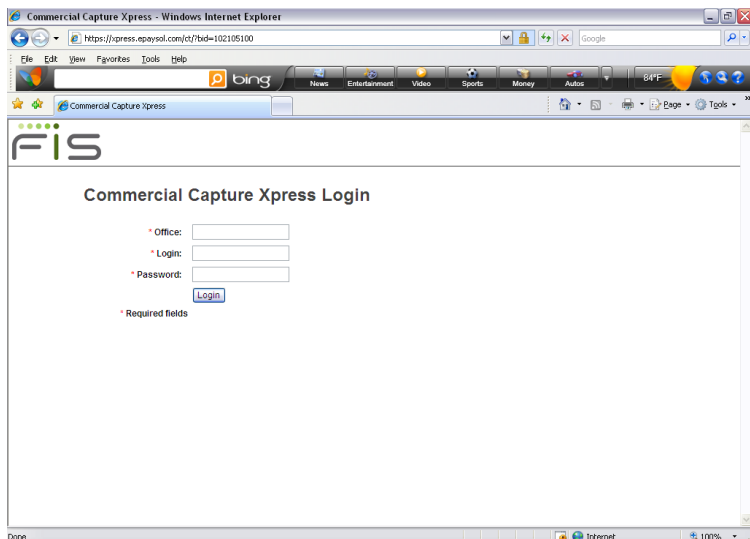 Commercial Capture Xpress - Windows Internet Explorer
https://xpress.epaysol.com/ct/?bid=102105100
Google
File Edit View Favorites Tools Help
bing News Entertainment Video Sports Money Autos 84°F
Commercial Capture Xpress
Page Tools
FIS
Commercial Capture Xpress Login
* Office:
* Login:
* Password:
Login
* Required fields
Done Internet 100%